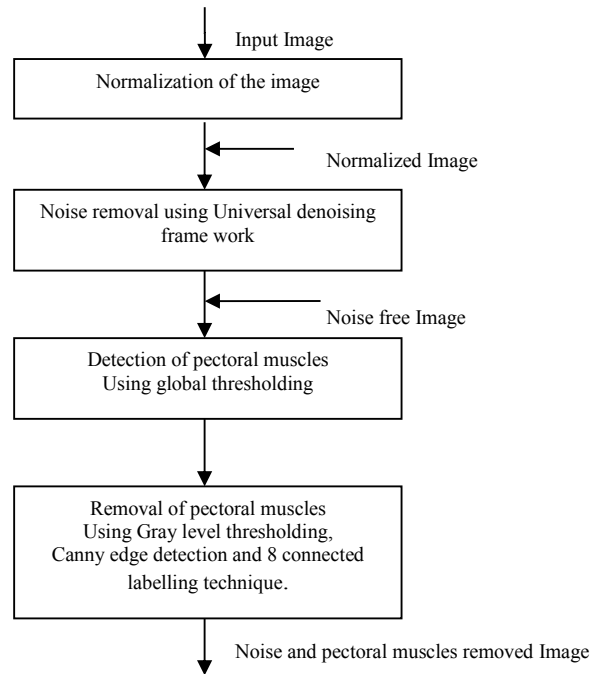 Input Image
Normalization of the image
Normalized Image
Noise removal using Universal denoising
frame work
Noise free Image
Detection of pectoral muscles
Using global thresholding
Removal of pectoral muscles
Using Gray level thresholding,
Canny edge detection and 8 connected
labelling technique.
Noise and pectoral muscles removed Image